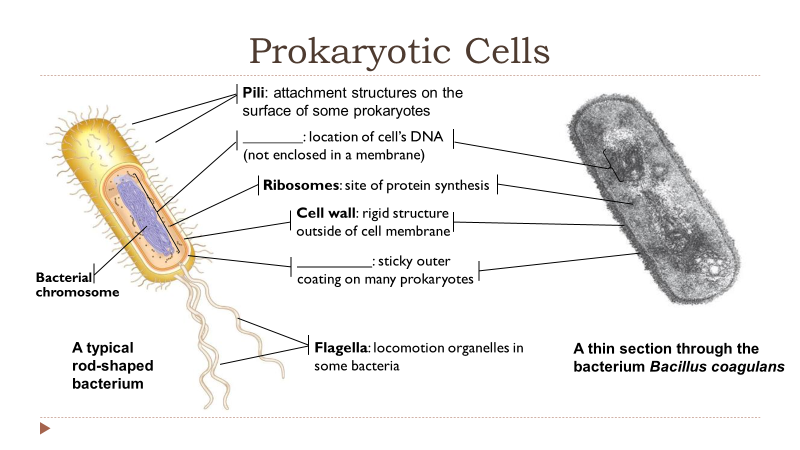 Prokaryotic Cells
Pili: attachment structures on the
surface of some prokaryotes
________: location of cell's DNA
(not enclosed in a membrane)
Ribosomes: site of protein synthesis
Cell wall: rigid structure
outside of cell membrane
__________: sticky outer
coating on many prokaryotes
Bacterial
chromosome
A typical
rod-shaped
bacterium
Flagella: locomotion organelles in
some bacteria
A thin section through the
bacterium Bacillus coagulans